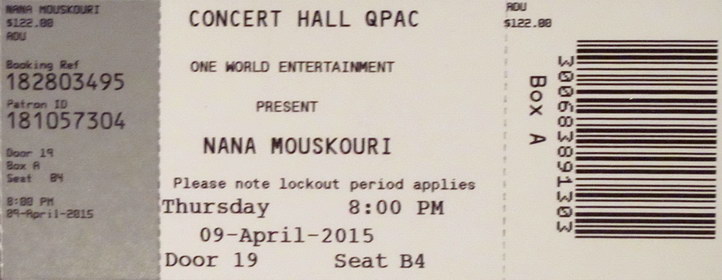 NANA MOUSKOURI
$122.00
ADU
Booking Ref
182803495
Patron ID
181057304
Door 19
Box A
Seat B4
8:00 PM
09-April-2015
CONCERT HALL QPAC
ONE WORLD ENTERTAINMENT
PRESENT
NANA MOUSKOURI
Please note lockout period applies
Thursday 8:00 PM
09-April-2015
Door 19 Seat B4
ADU
$122.00
Box A
300683891303